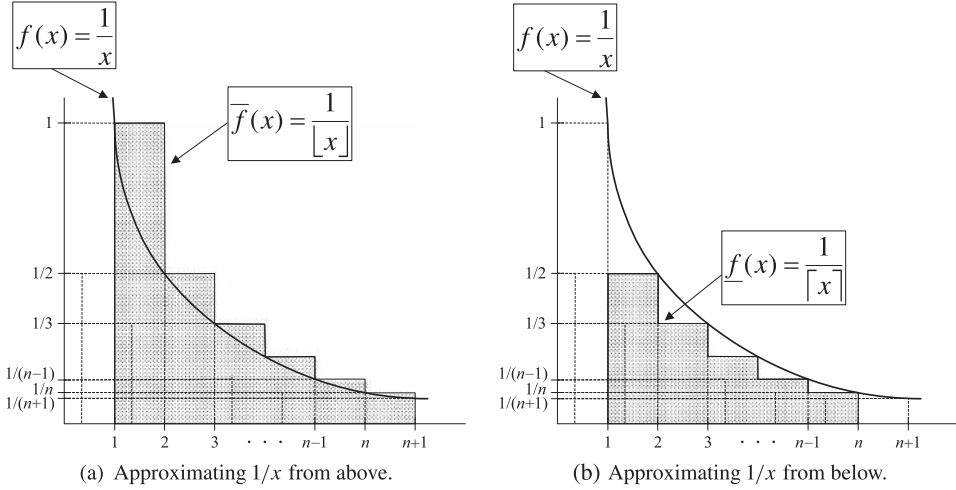 f(x) = 1/x
f̅(x) = 1/⌊x⌋
1
1/2
1/3
1/(n−1)
1/n
1/(n+1)
1 2 3 · · · n−1 n n+1
(a) Approximating 1/x from above.
f(x) = 1/x
f̲(x) = 1/⌈x⌉
1
1/2
1/3
1/(n−1)
1/n
1/(n+1)
1 2 3 · · · n−1 n n+1
(b) Approximating 1/x from below.